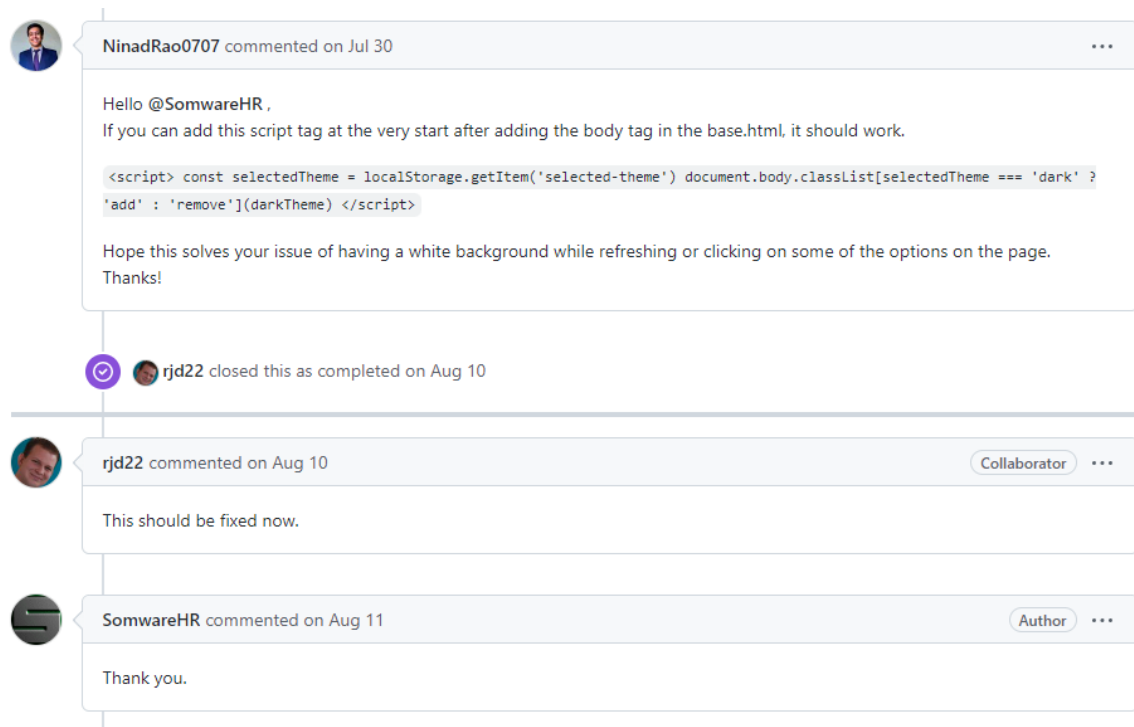 NinadRao0707 commented on Jul 30
Hello @SomwareHR ,
If you can add this script tag at the very start after adding the body tag in the base.html, it should work.
<script> const selectedTheme = localStorage.getItem('selected-theme') document.body.classList[selectedTheme === 'dark' ?
'add' : 'remove'](darkTheme) </script>
Hope this solves your issue of having a white background while refreshing or clicking on some of the options on the page.
Thanks!
rjd22 closed this as completed on Aug 10
rjd22 commented on Aug 10
Collaborator
This should be fixed now.
SomwareHR commented on Aug 11
Author
Thank you.